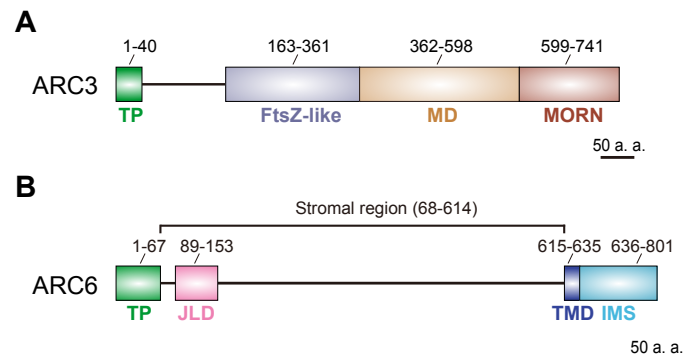 A
1-40 163-361 362-598 599-741
ARC3
TP FtsZ-like MD MORN
50 a. a.
B
Stromal region (68-614)
1-67 89-153 615-635 636-801
ARC6
TP JLD TMD IMS
50 a. a.